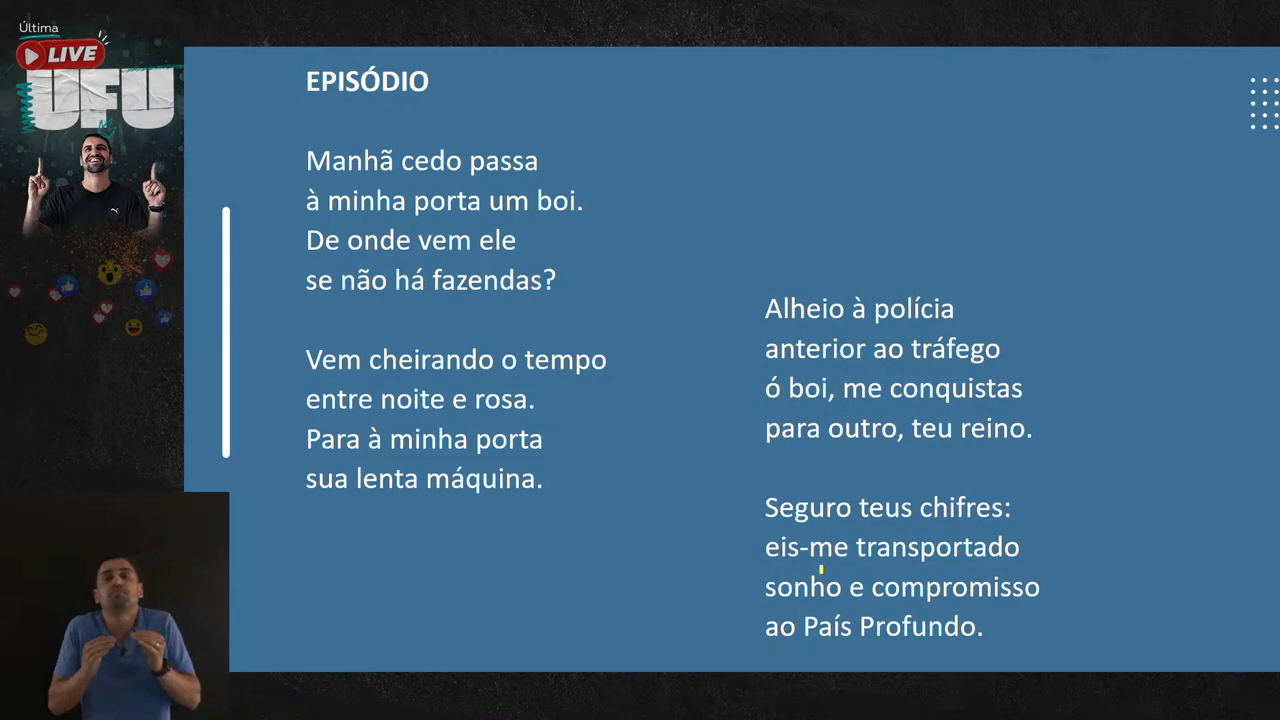 Última
LIVE
UFU
EPISÓDIO
Manhã cedo passa
à minha porta um boi.
De onde vem ele
se não há fazendas?
Vem cheirando o tempo
entre noite e rosa.
Para à minha porta
sua lenta máquina.
Alheio à polícia
anterior ao tráfego
ó boi, me conquistas
para outro, teu reino.
Seguro teus chifres:
eis-me transportado
sonho e compromisso
ao País Profundo.